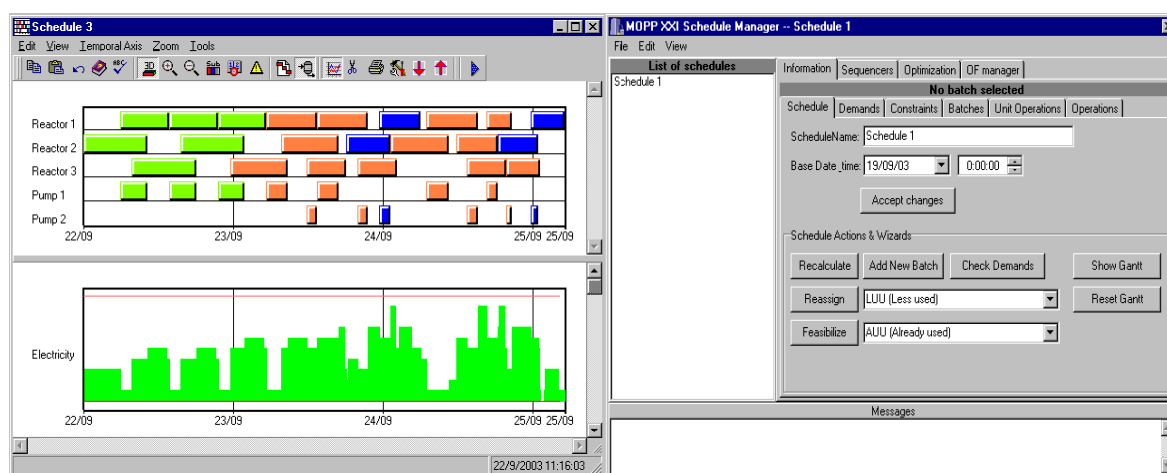 Schedule 3
Edit View Temporal Axis Zoom Tools
Reactor 1
Reactor 2
Reactor 3
Pump 1
Pump 2
22/09 23/09 24/09 25/09 25/09
Electricity
22/09 23/09 24/09 25/09 25/09
22/9/2003 11:16:03
MOPP XXI Schedule Manager -- Schedule 1
File Edit View
List of schedules
Schedule 1
Information Sequencers Optimization OF manager
No batch selected
Schedule Demands Constraints Batches Unit Operations Operations
ScheduleName: Schedule 1
Base Date_time: 19/09/03 0:00:00
Accept changes
Schedule Actions & Wizards
Recalculate Add New Batch Check Demands Show Gantt
Reassign LUU (Less used) Reset Gantt
Feasibilize AUU (Already used)
Messages